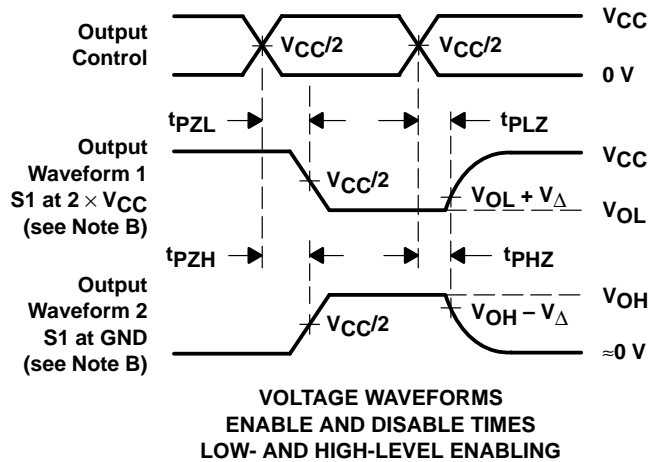 Output
Control
VCC/2
VCC/2
VCC
0 V
tPZL
tPLZ
Output
Waveform 1
S1 at 2 × VCC
(see Note B)
VCC/2
VCC
VOL + VΔ
VOL
tPZH
tPHZ
Output
Waveform 2
S1 at GND
(see Note B)
VCC/2
VOH
VOH − VΔ
≈0 V
VOLTAGE WAVEFORMS
ENABLE AND DISABLE TIMES
LOW- AND HIGH-LEVEL ENABLING